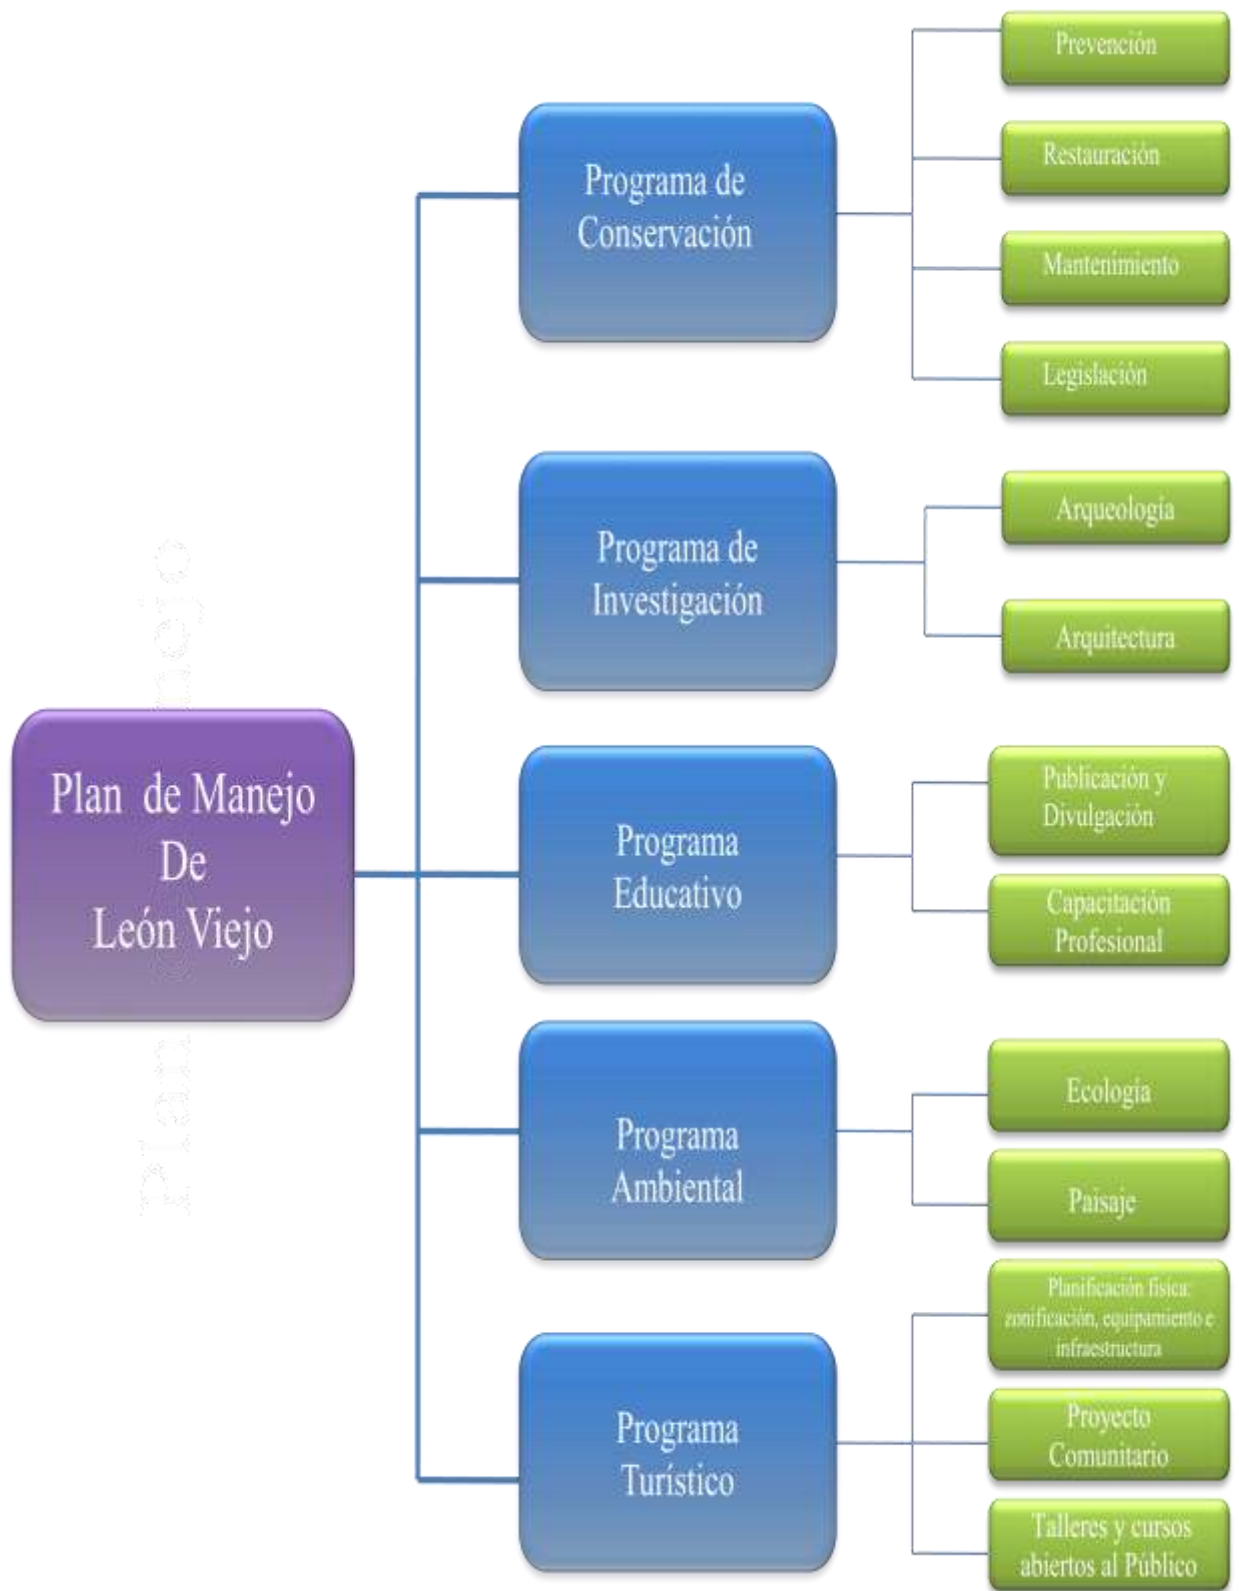 Plan de Manejo
De
León Viejo
Programa de
Conservación
Prevención
Restauración
Mantenimiento
Legislación
Programa de
Investigación
Arqueología
Arquitectura
Programa
Educativo
Publicación y
Divulgación
Capacitación
Profesional
Programa
Ambiental
Ecología
Paisaje
Programa
Turístico
Planificación física:
zonificación, equipamiento e
infraestructura
Proyecto
Comunitario
Talleres y cursos
abiertos al Público